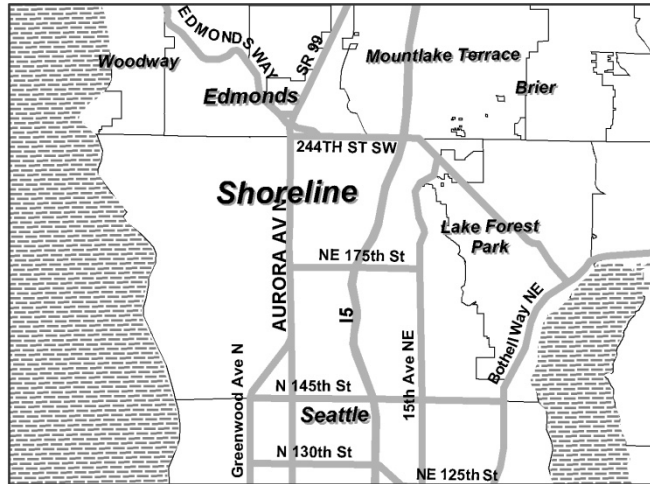 EDMONDS WAY
SR 99
Woodway
Mountlake Terrace
Edmonds
Brier
244TH ST SW
Shoreline
AURORA AV
Lake Forest
Park
NE 175th St
I5
Bothell Way NE
Greenwood Ave N
15th Ave NE
N 145th St
Seattle
N 130th St
NE 125th St